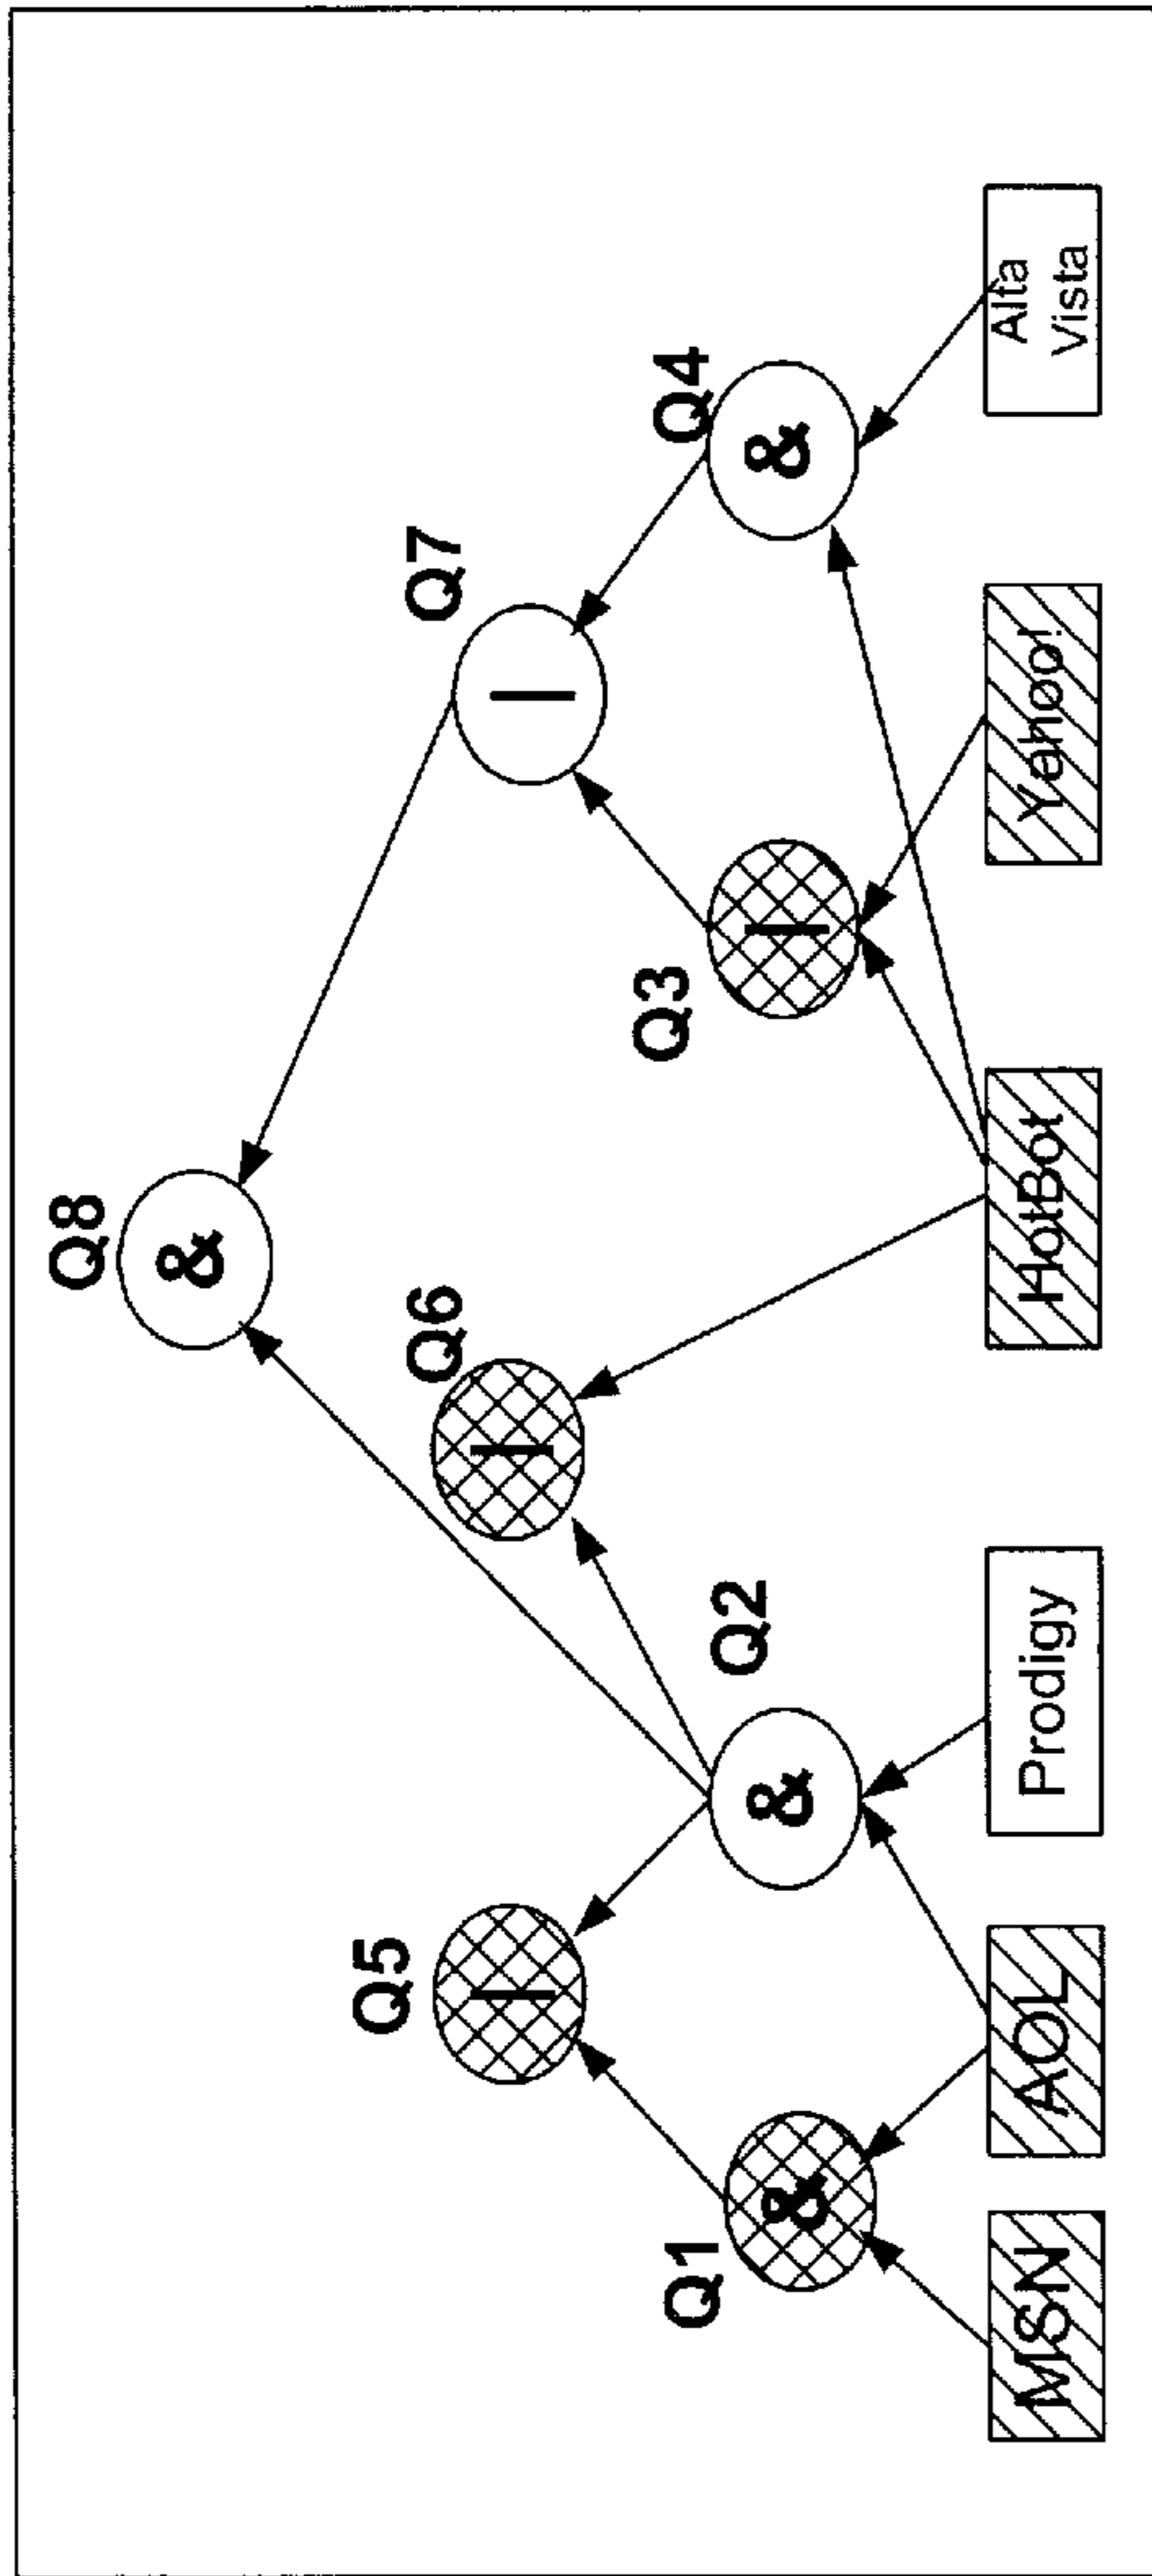 Q8
&
Q5
|
Q6
|
Q7
|
Q1
&
Q2
&
Q3
|
Q4
&
MSN
AOL
Prodigy
HotBot
Yahoo!
Alta
Vista